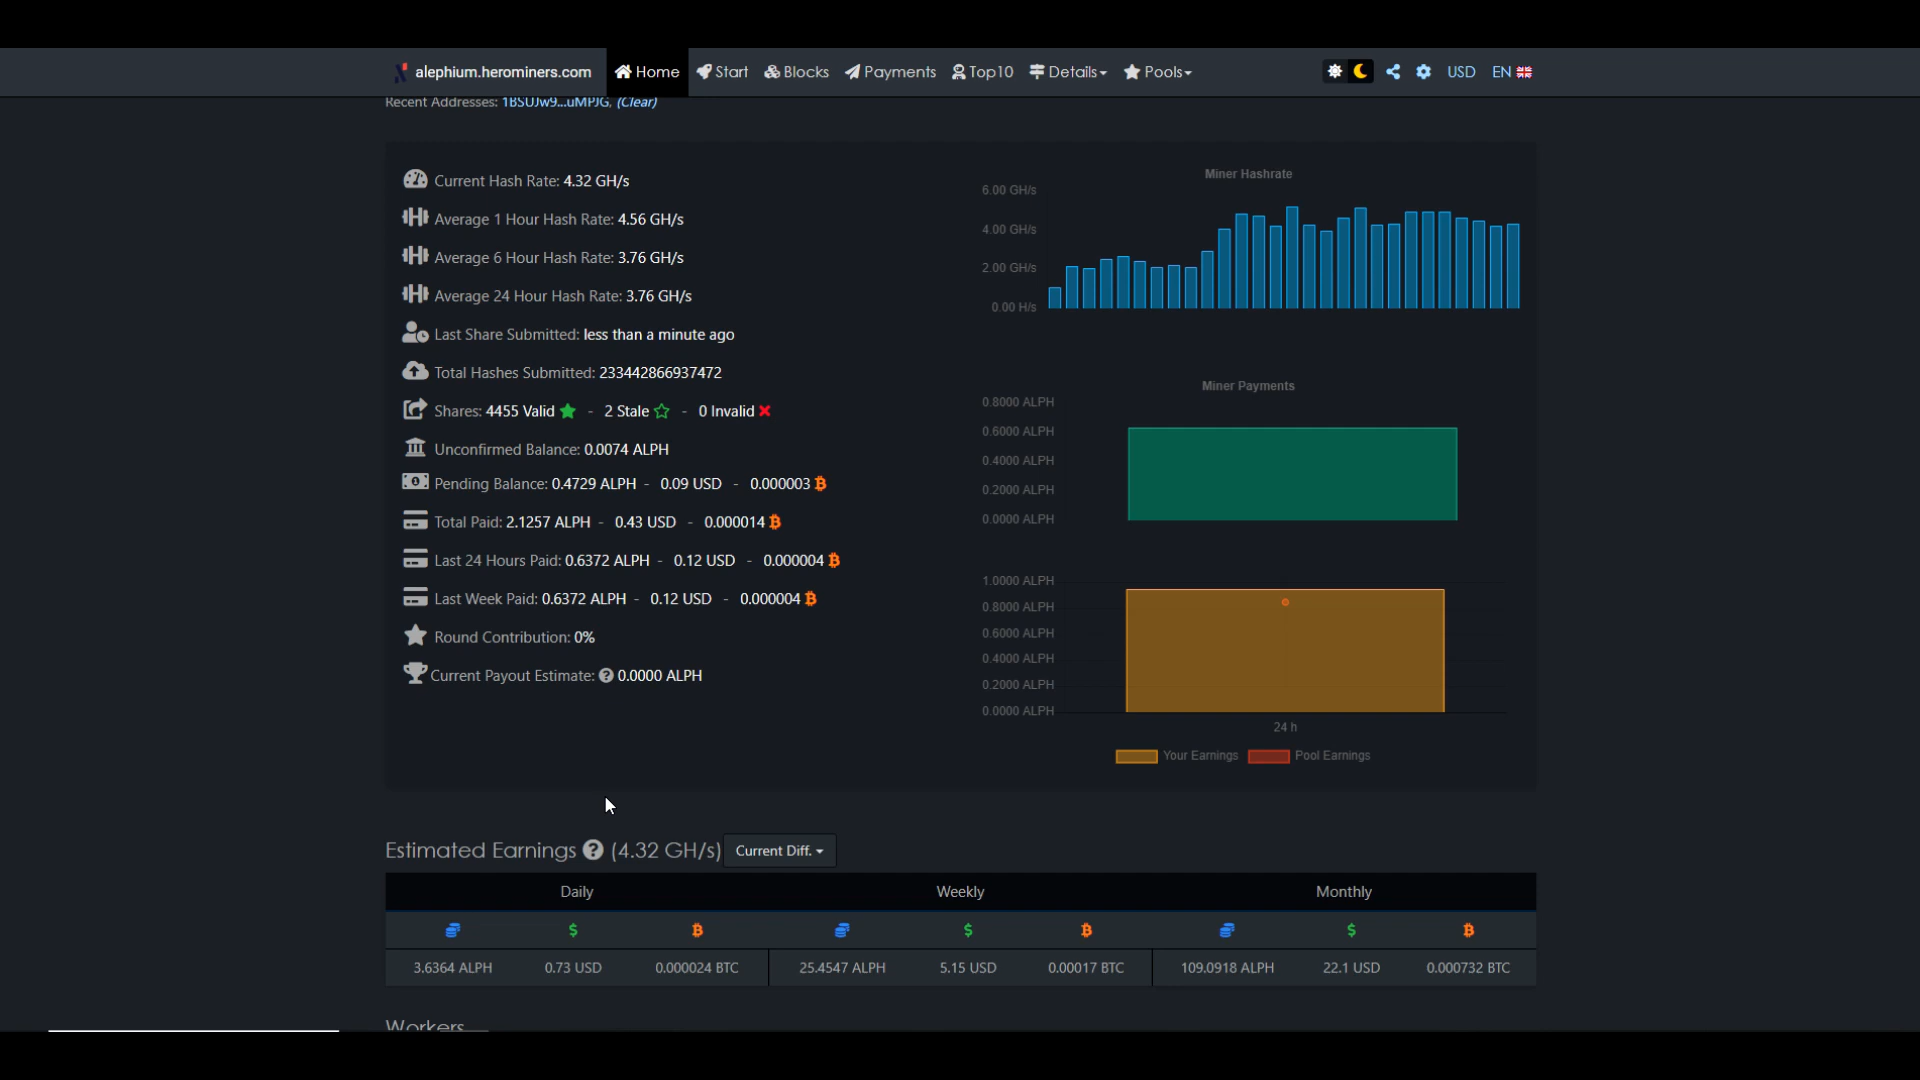 alephium.herominers.com Home Start Blocks Payments Top10 Details Pools USD EN
Recent Addresses: 1BSUJw9...uMPJG, (Clear)
Current Hash Rate: 4.32 GH/s
Average 1 Hour Hash Rate: 4.56 GH/s
Average 6 Hour Hash Rate: 3.76 GH/s
Average 24 Hour Hash Rate: 3.76 GH/s
Last Share Submitted: less than a minute ago
Total Hashes Submitted: 233442866937472
Shares: 4455 Valid - 2 Stale - 0 Invalid
Unconfirmed Balance: 0.0074 ALPH
Pending Balance: 0.4729 ALPH - 0.09 USD - 0.000003
Total Paid: 2.1257 ALPH - 0.43 USD - 0.000014
Last 24 Hours Paid: 0.6372 ALPH - 0.12 USD - 0.000004
Last Week Paid: 0.6372 ALPH - 0.12 USD - 0.000004
Round Contribution: 0%
Current Payout Estimate: 0.0000 ALPH
Miner Hashrate
6.00 GH/s
4.00 GH/s
2.00 GH/s
0.00 H/s
Miner Payments
0.8000 ALPH
0.6000 ALPH
0.4000 ALPH
0.2000 ALPH
0.0000 ALPH
1.0000 ALPH
0.8000 ALPH
0.6000 ALPH
0.4000 ALPH
0.2000 ALPH
0.0000 ALPH
24 h
Your Earnings Pool Earnings
Estimated Earnings (4.32 GH/s) Current Diff.
Daily Weekly Monthly
$ $ $
3.6364 ALPH 0.73 USD 0.000024 BTC 25.4547 ALPH 5.15 USD 0.00017 BTC 109.0918 ALPH 22.1 USD 0.000732 BTC
Workers